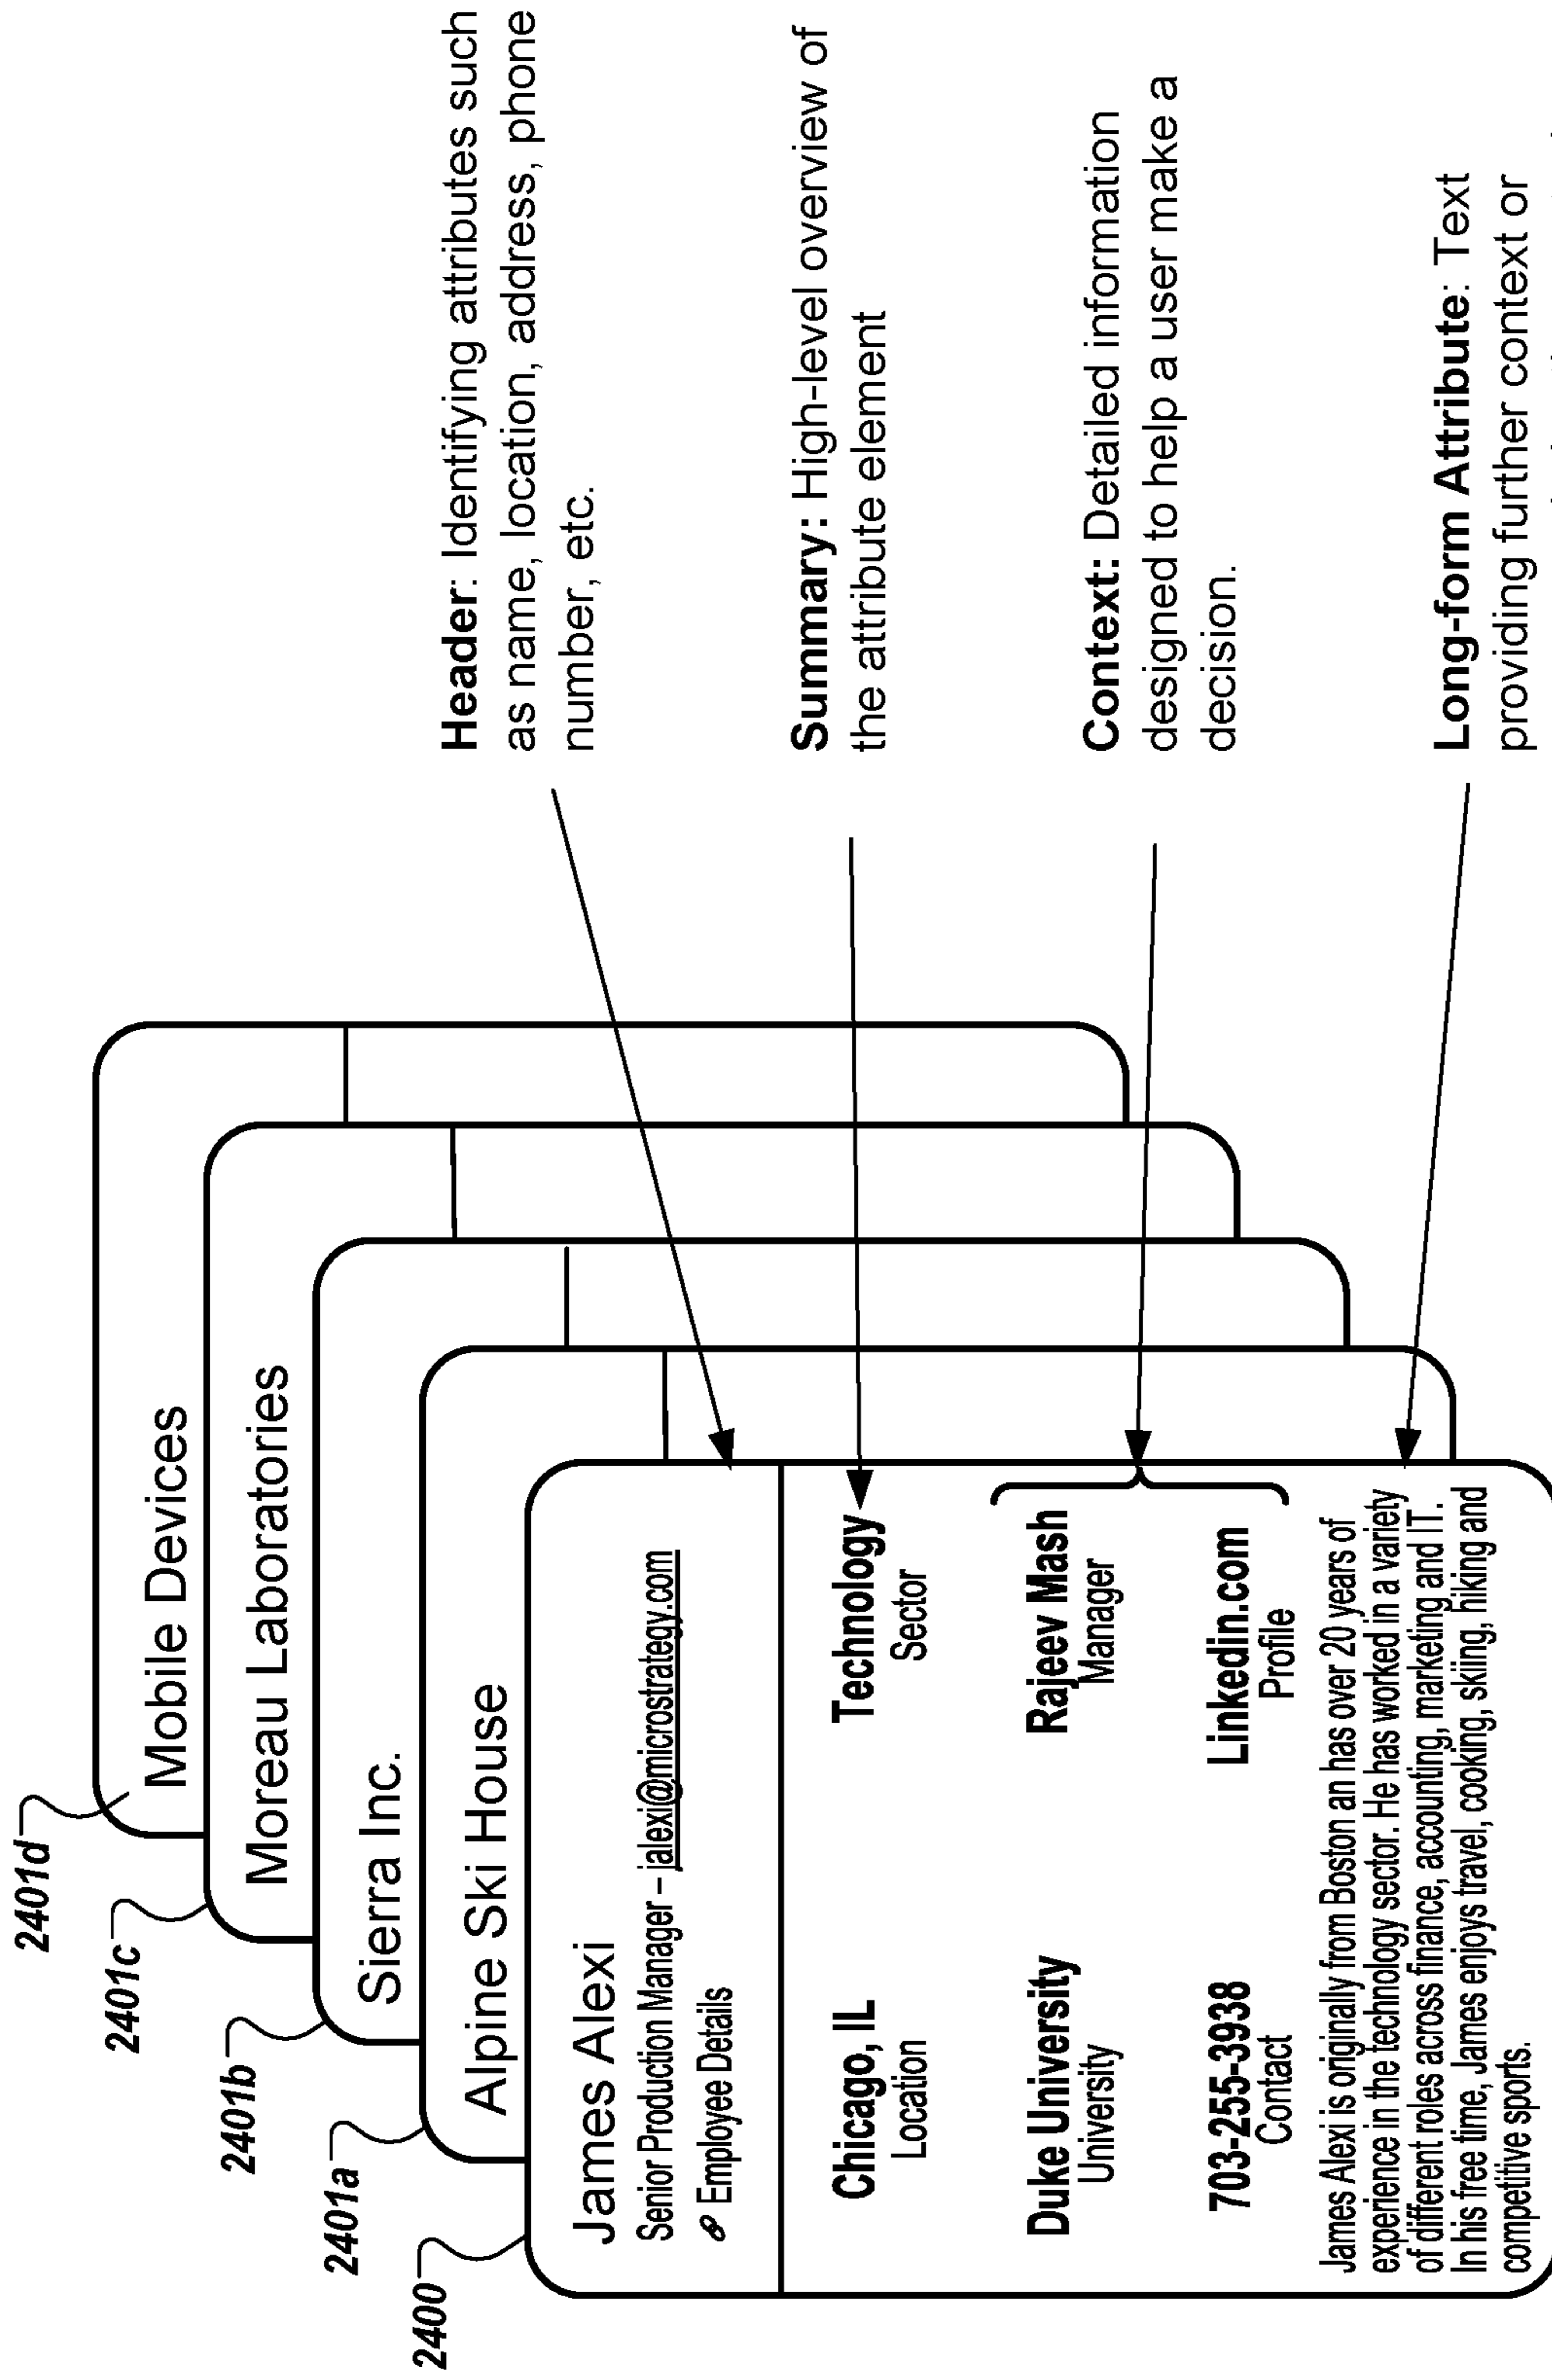 2401d
Mobile Devices
2401c
Moreau Laboratories
2401b
Sierra Inc.
2401a
Alpine Ski House
2400
James Alexi
Senior Production Manager – jalexi@microstrategy.com
Employee Details
Chicago, IL
Location
Technology
Sector
Duke University
University
Rajeev Mash
Manager
703-255-3938
Contact
Linkedin.com
Profile
James Alexi is originally from Boston an has over 20 years of
experience in the technology sector. He has worked in a variety
of different roles across finance, accounting, marketing and IT.
In his free time, James enjoys travel, cooking, skiing, hiking and
competitive sports.
Header: Identifying attributes such
as name, location, address, phone
number, etc.
Summary: High-level overview of
the attribute element
Context: Detailed information
designed to help a user make a
decision.
Long-form Attribute: Text
providing further context or